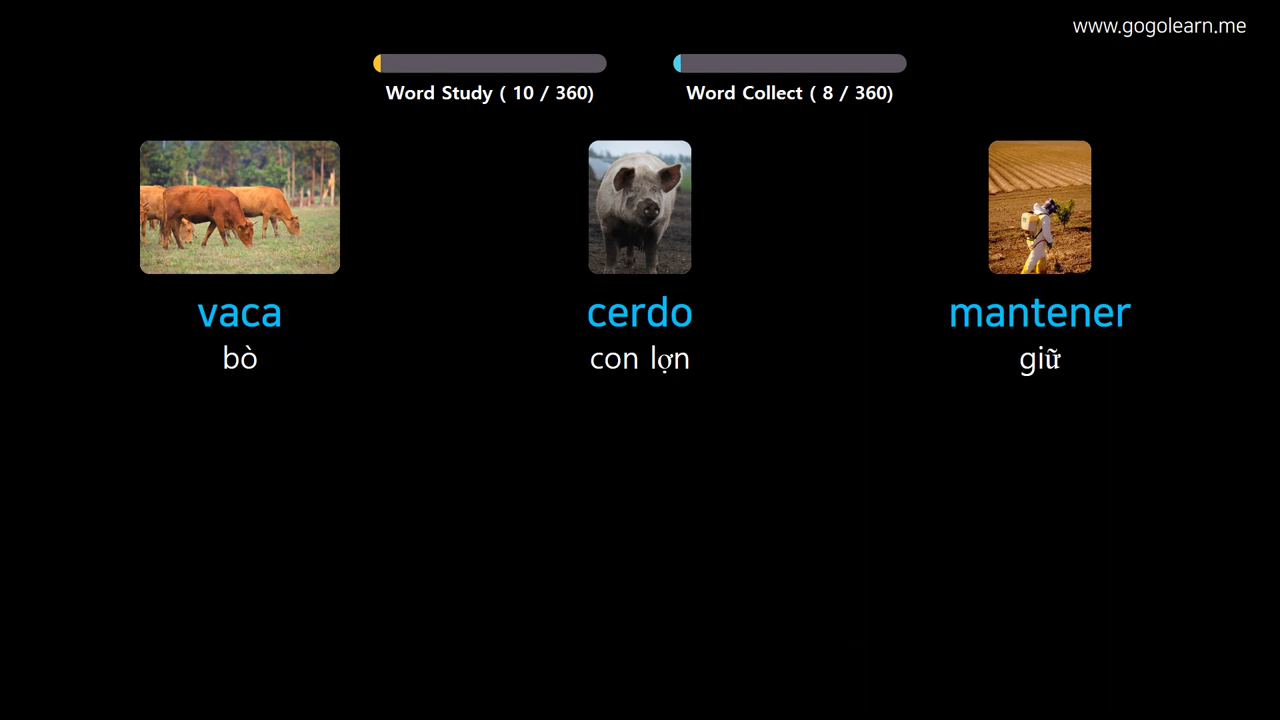 www.gogolearn.me
Word Study ( 10 / 360)
Word Collect ( 8 / 360)
vaca
bò
cerdo
con lợn
mantener
giữ